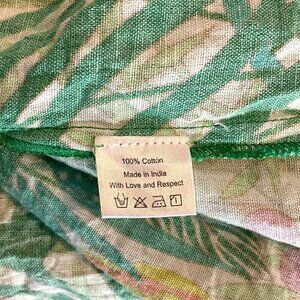 100% Cotton
Made in India
With Love and Respect